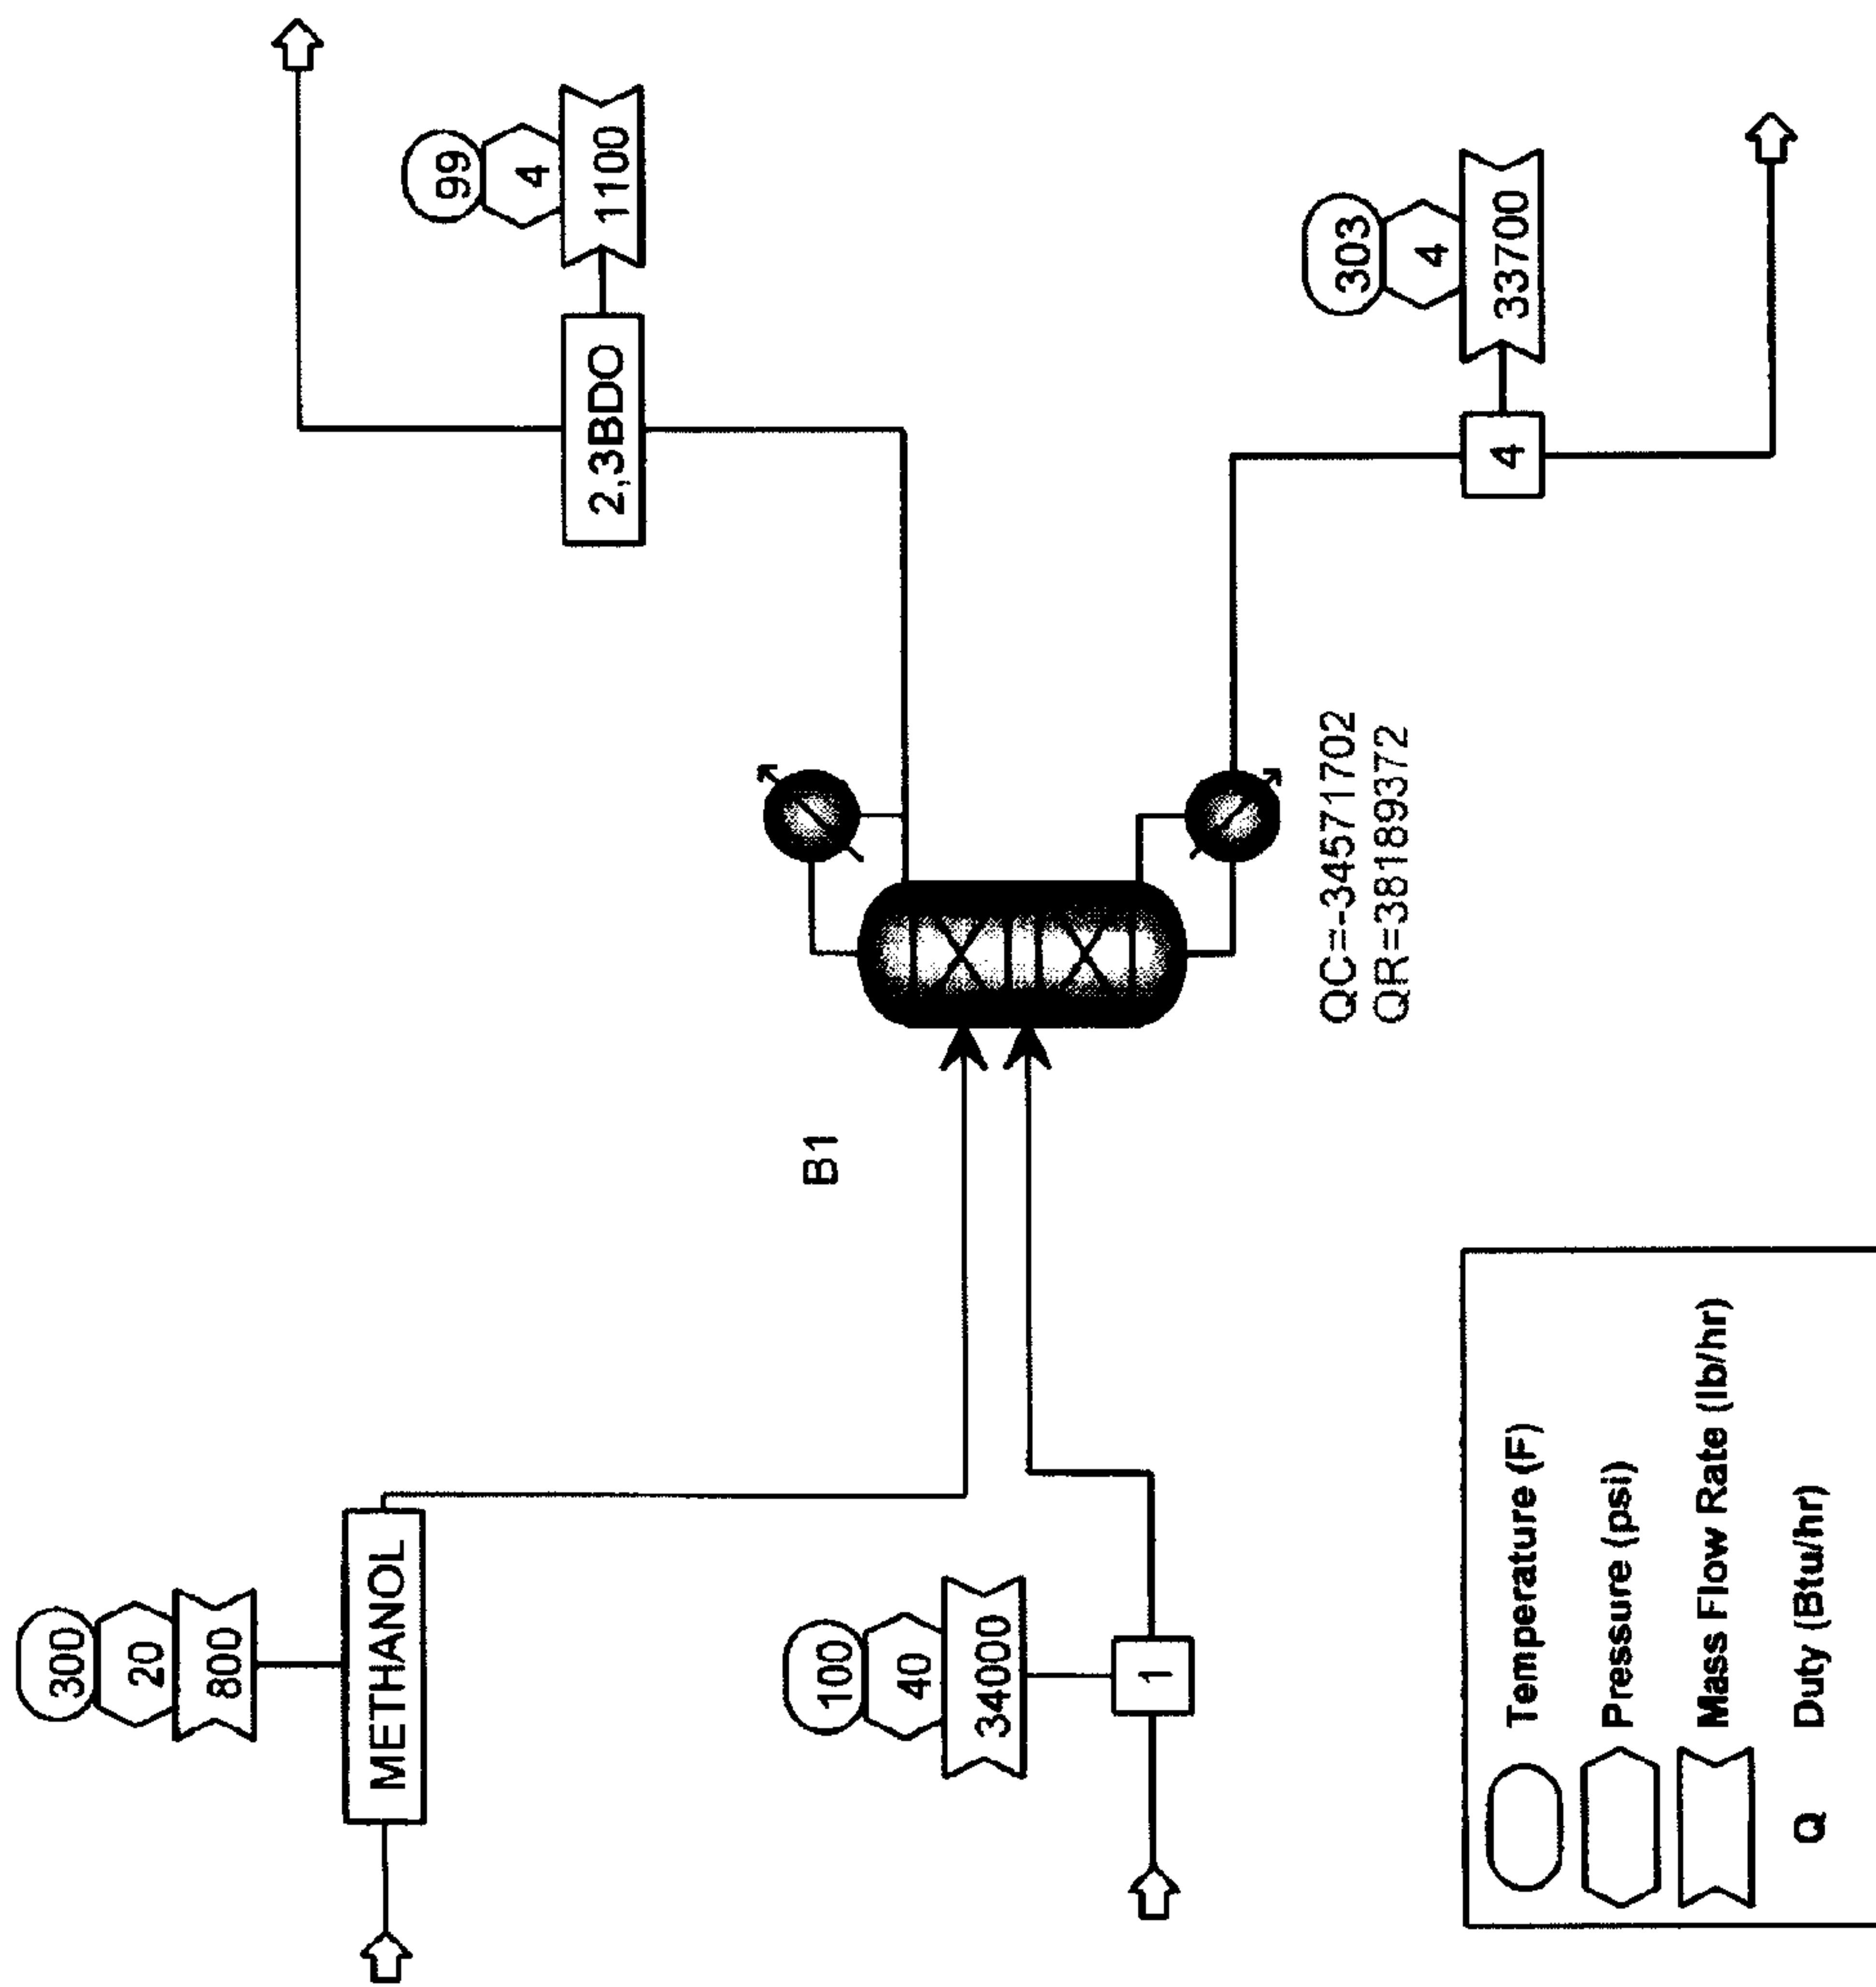 300
20
800
METHANOL
99
4
2,3BDO 1100
B1
100
40
34000
1
QC=-34571702
QR=38189372
303
4
4 33700
Temperature (F)
Pressure (psi)
Mass Flow Rate (lb/hr)
Q Duty (Btu/hr)